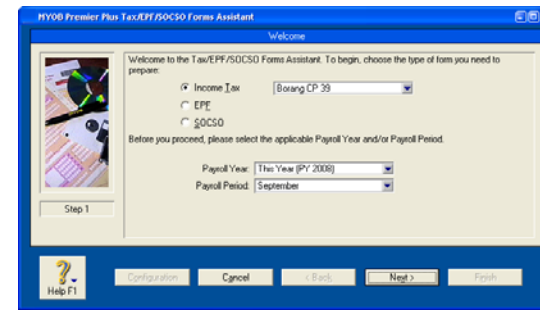 MYOB Premier Plus Tax/EPF/SOCSO Forms Assistant
Welcome
Welcome to the Tax/EPF/SOCSO Forms Assistant. To begin, choose the type of form you need to
prepare:
Income Tax Borang CP 39
EPF
SOCSO
Before you proceed, please select the applicable Payroll Year and/or Payroll Period.
Payroll Year: This Year (PY 2008)
Payroll Period: September
Step 1
Help F1 Configuration Cancel < Back Next > Finish